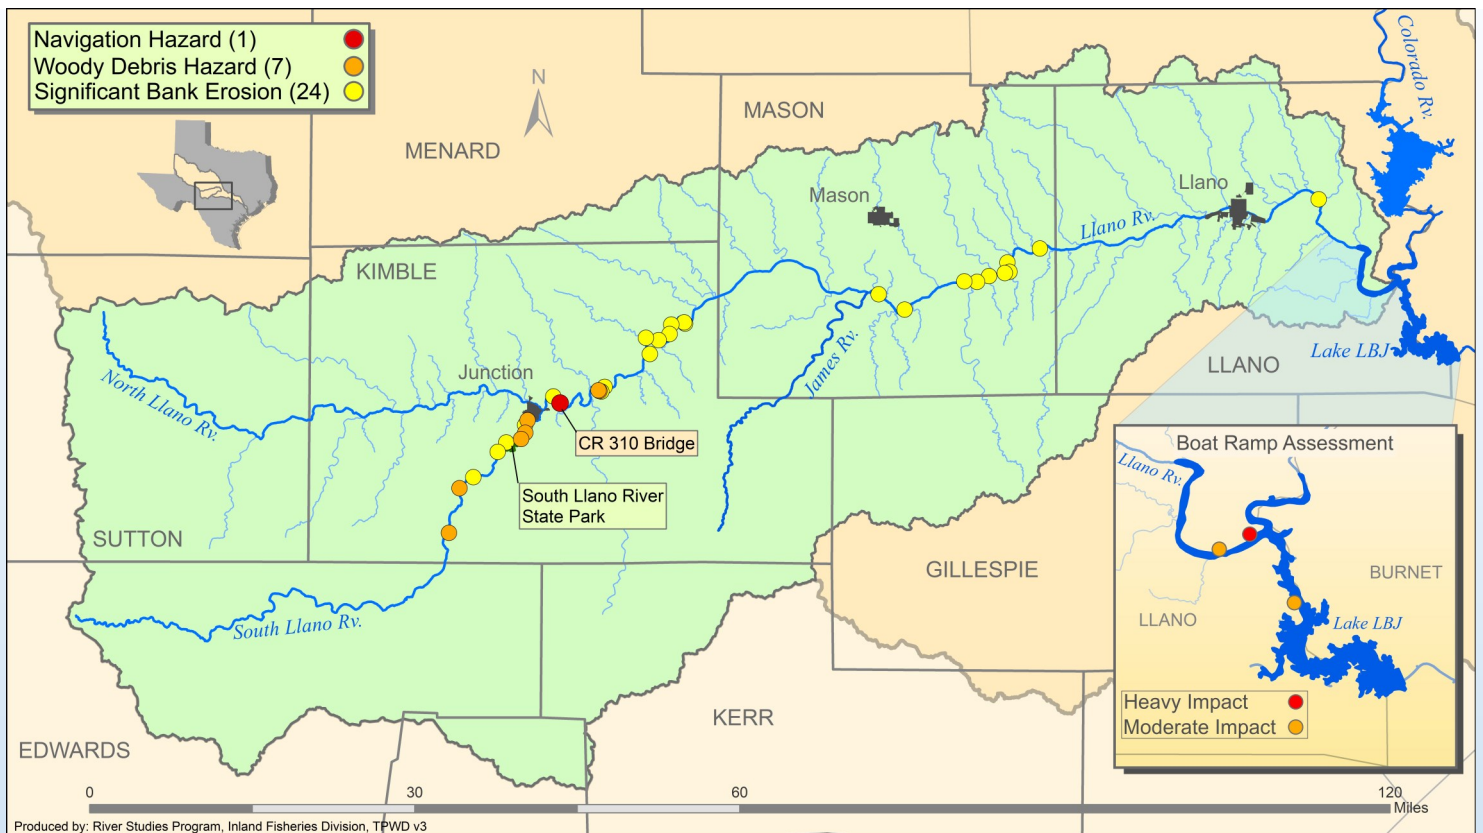 Navigation Hazard (1)
Woody Debris Hazard (7)
Significant Bank Erosion (24)
N
MENARD
MASON
Colorado Rv.
Mason
Llano
Llano Rv.
KIMBLE
James Rv.
Lake LBJ
LLANO
North Llano Rv.
Junction
CR 310 Bridge
South Llano River
State Park
SUTTON
GILLESPIE
South Llano Rv.
KERR
EDWARDS
Boat Ramp Assessment
Llano Rv.
BURNET
LLANO
Lake LBJ
Heavy Impact
Moderate Impact
0
30
60
120
Miles
Produced by: River Studies Program, Inland Fisheries Division, TPWD v3